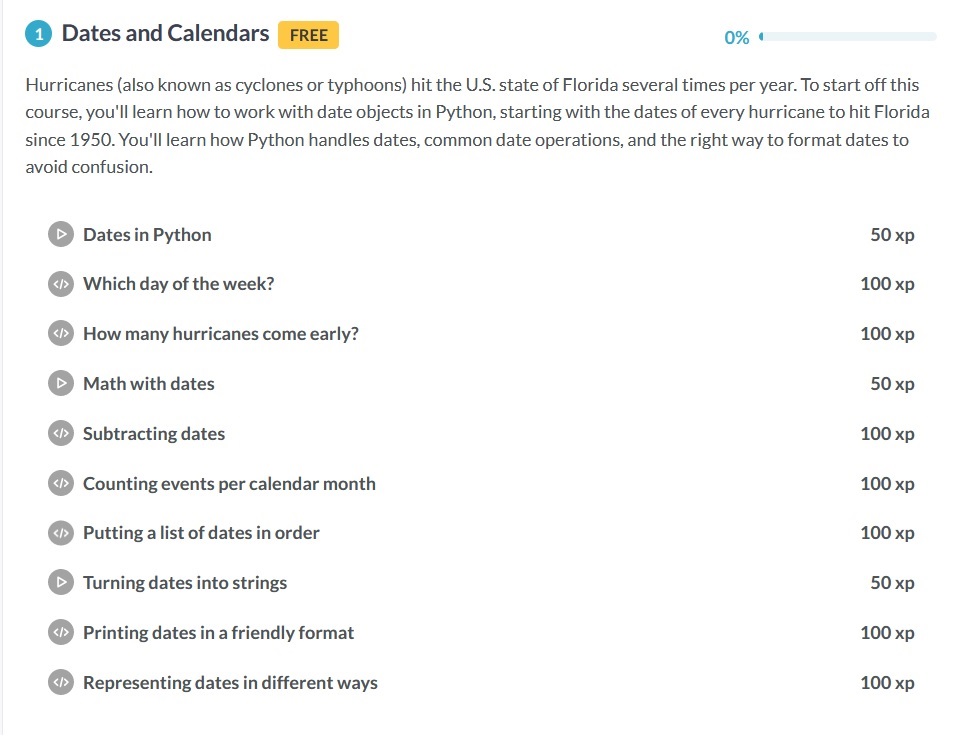 1 Dates and Calendars FREE 0%
Hurricanes (also known as cyclones or typhoons) hit the U.S. state of Florida several times per year. To start off this
course, you'll learn how to work with date objects in Python, starting with the dates of every hurricane to hit Florida
since 1950. You'll learn how Python handles dates, common date operations, and the right way to format dates to
avoid confusion.
Dates in Python 50 xp
Which day of the week? 100 xp
How many hurricanes come early? 100 xp
Math with dates 50 xp
Subtracting dates 100 xp
Counting events per calendar month 100 xp
Putting a list of dates in order 100 xp
Turning dates into strings 50 xp
Printing dates in a friendly format 100 xp
Representing dates in different ways 100 xp